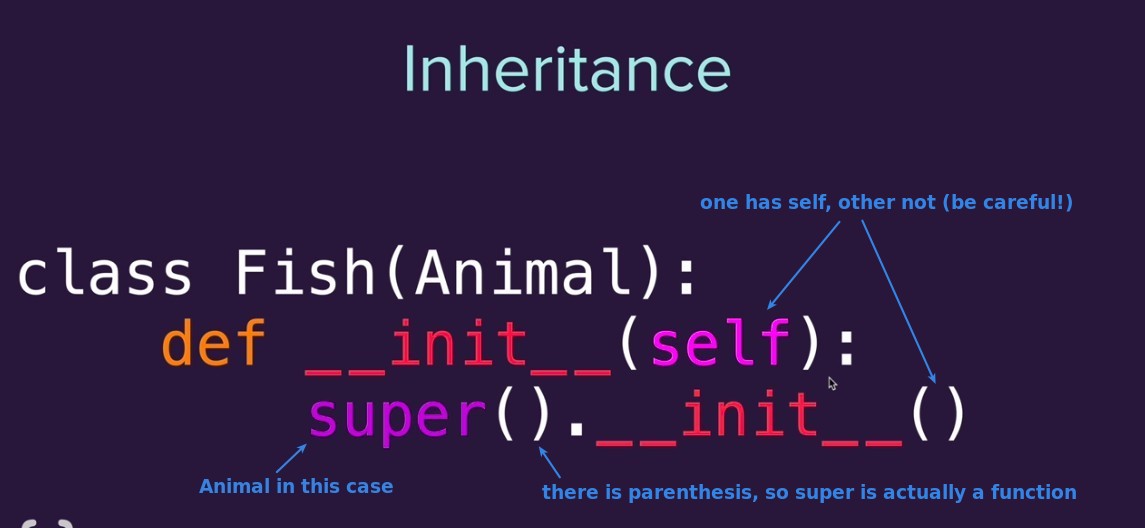 Inheritance
one has self, other not (be careful!)
class Fish(Animal):
def __init__(self):
super().__init__()
Animal in this case
there is parenthesis, so super is actually a function